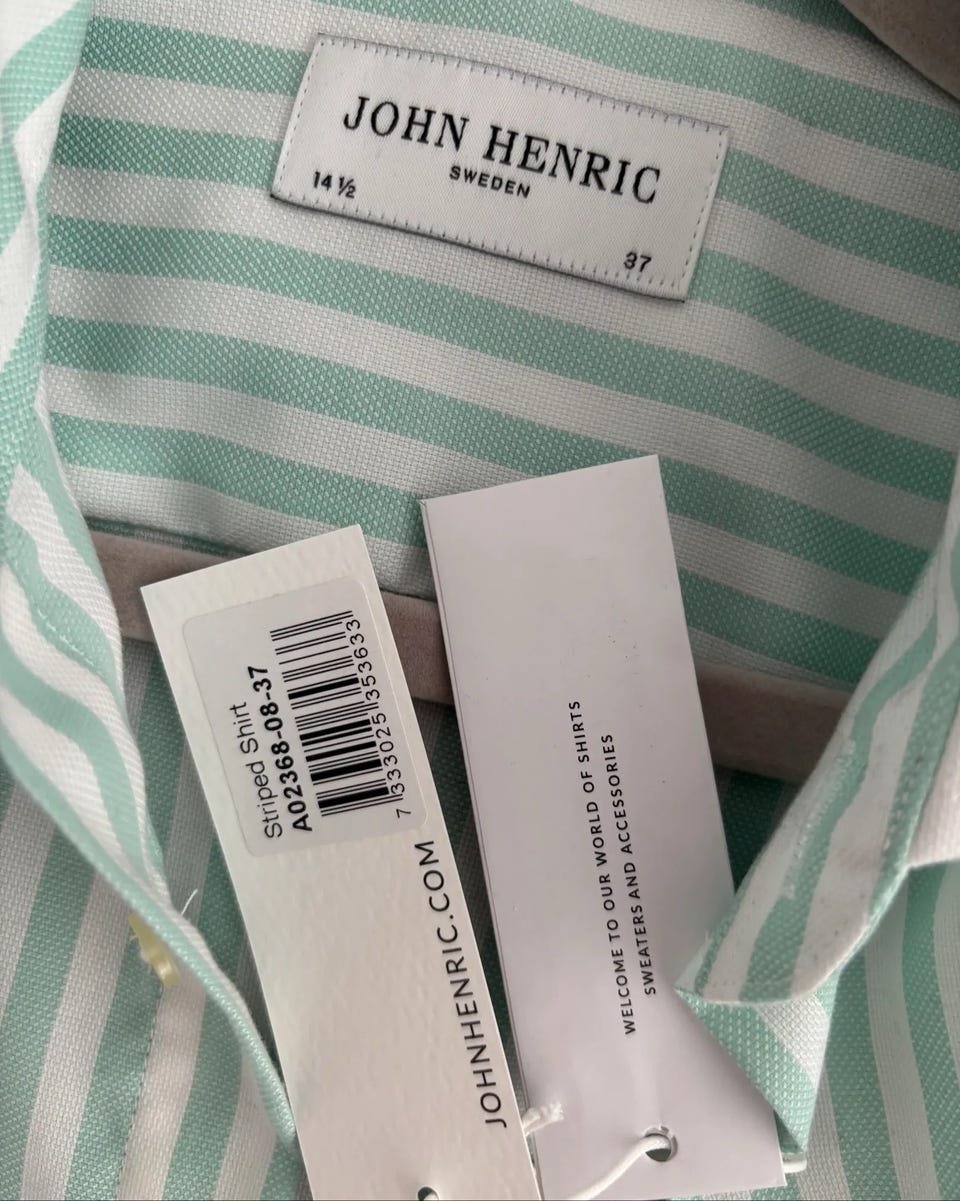 JOHN HENRIC
SWEDEN
14 ½
37
Striped Shirt
A02368-08-37
7 333025 353633
JOHNHENRIC.COM
WELCOME TO OUR WORLD OF SHIRTS
SWEATERS AND ACCESSORIES